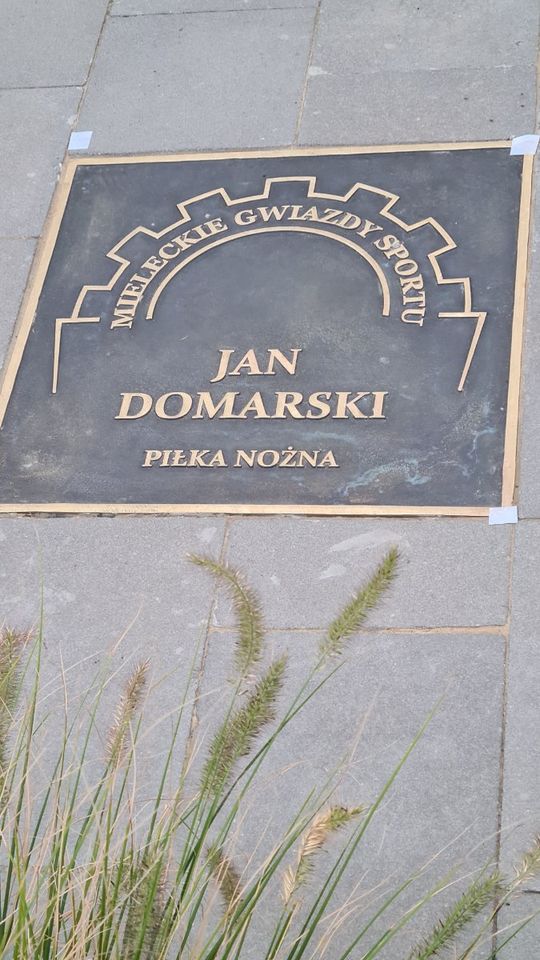 MIELECKIE GWIAZDY SPORTU
JAN
DOMARSKI
PIŁKA NOŻNA